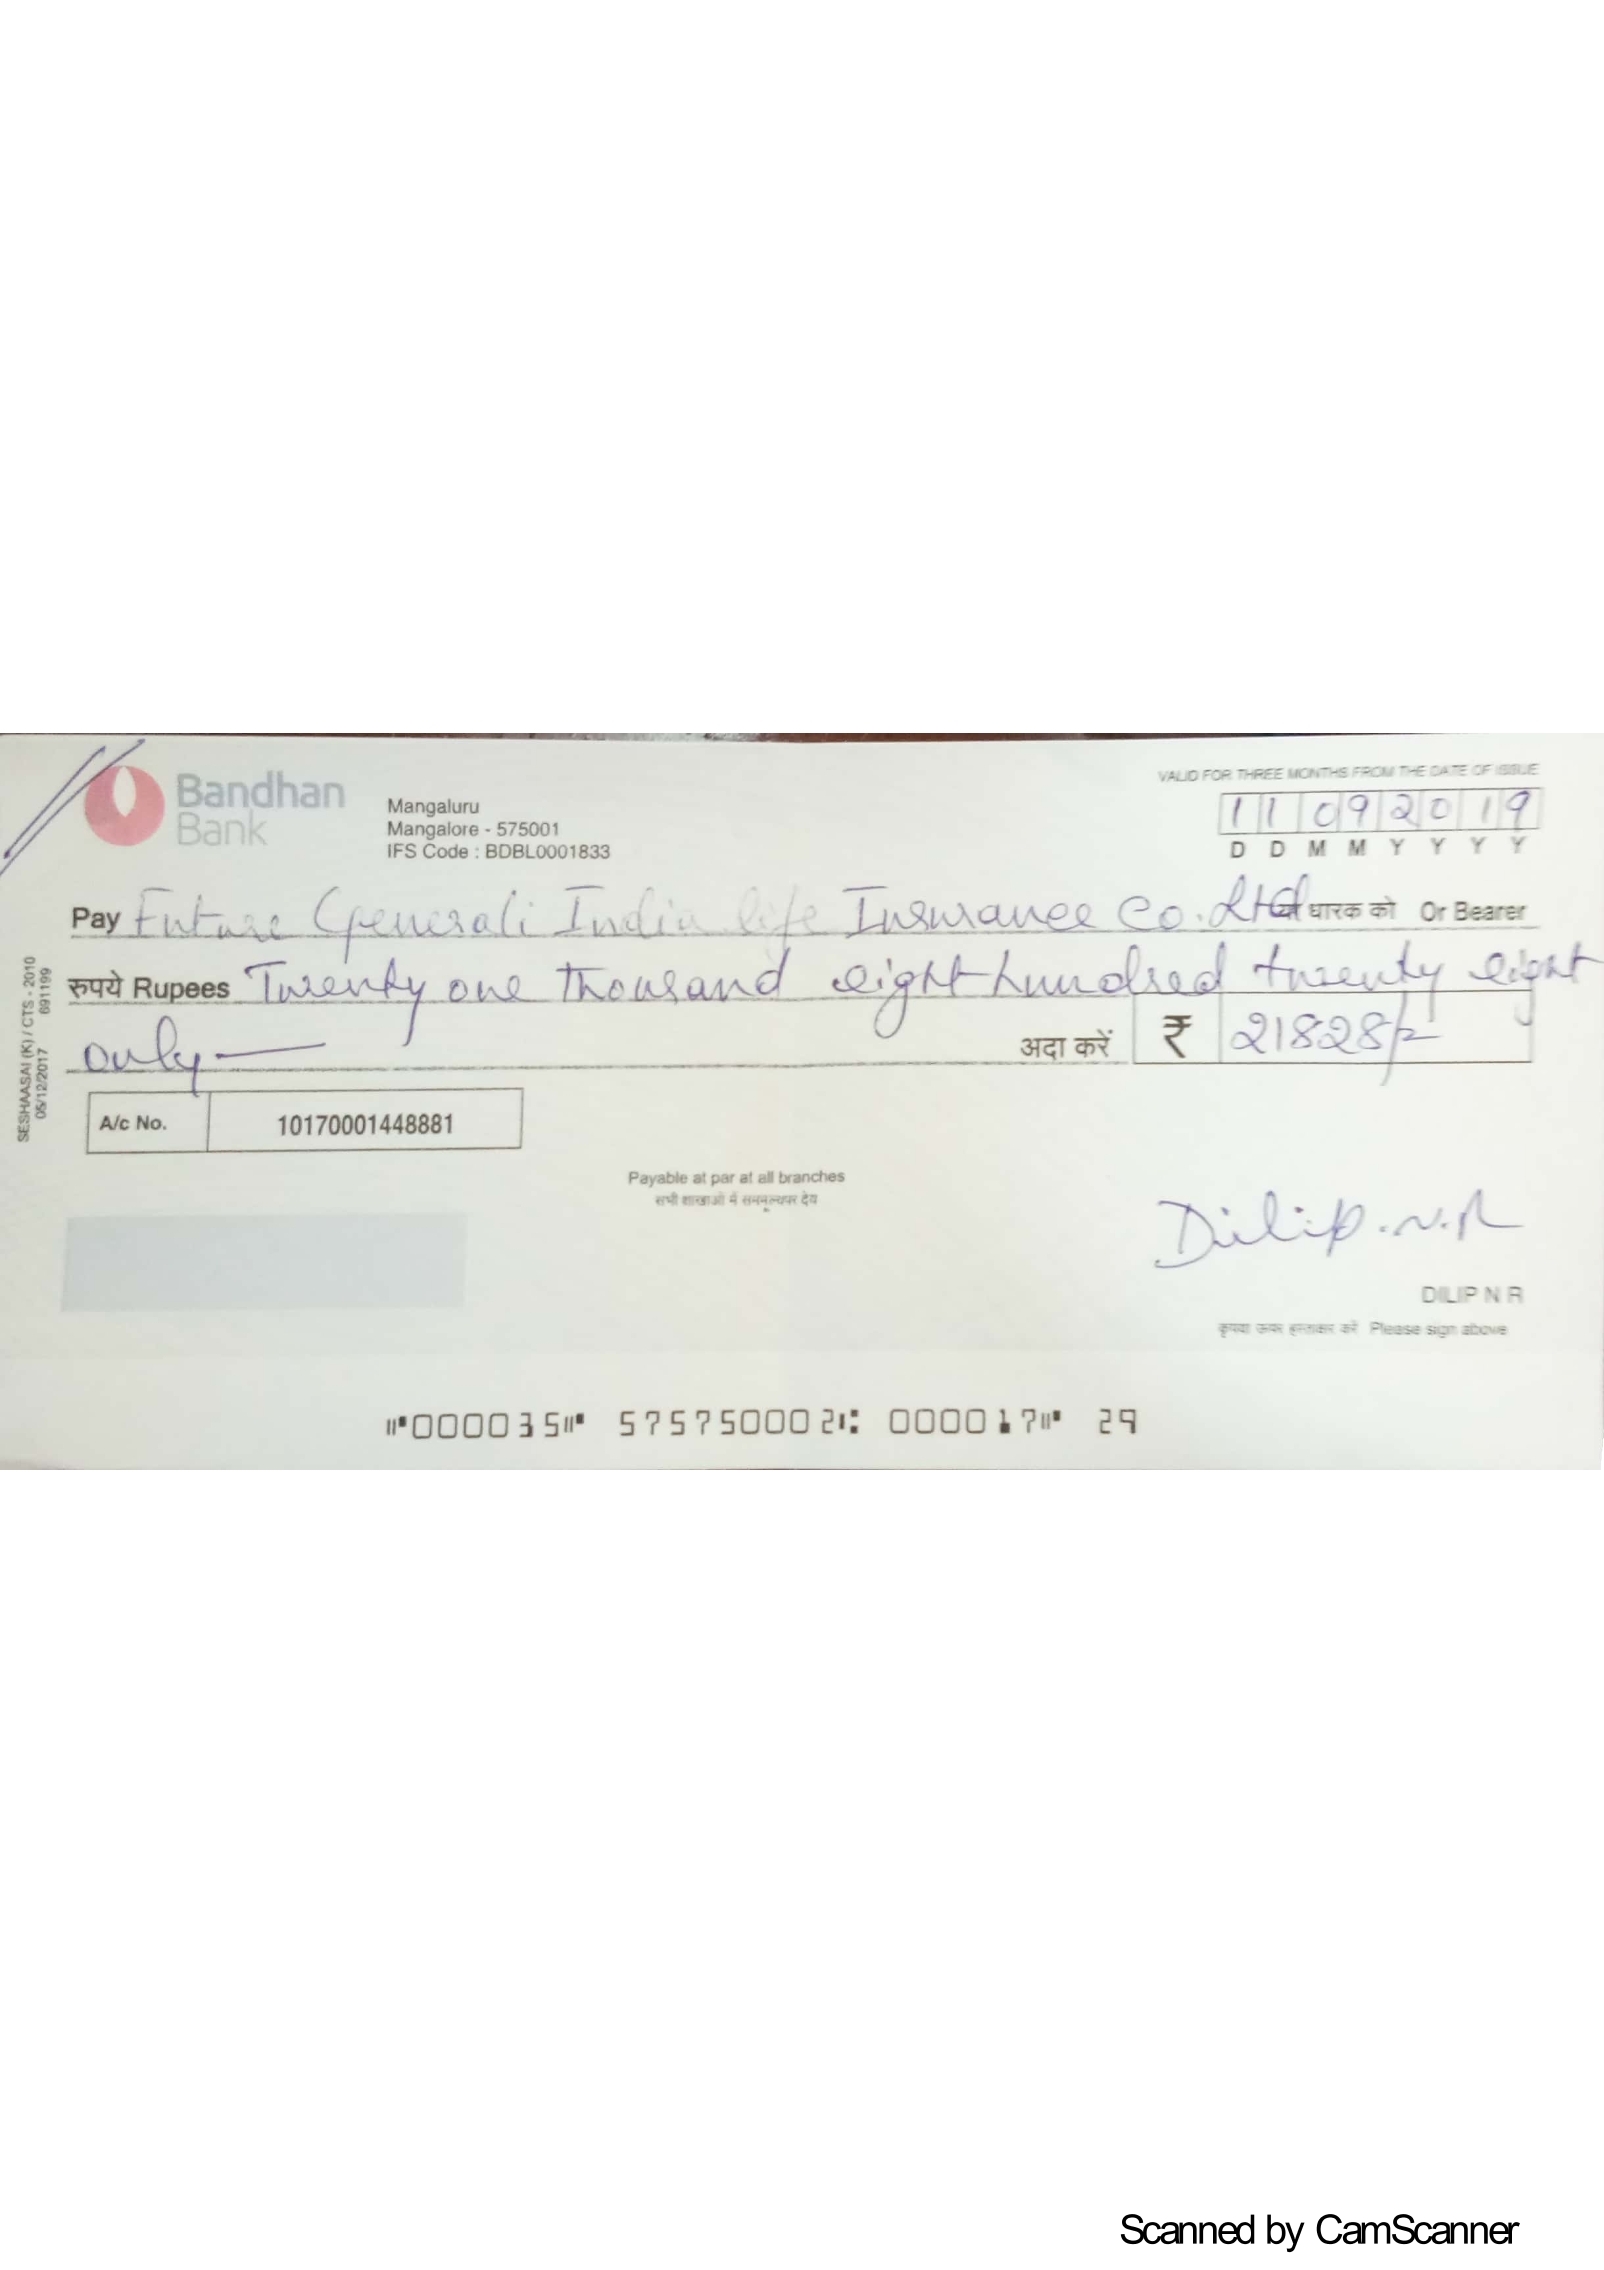 Bandhan
Bank
Mangaluru
Mangalore - 575001
IFS Code : BDBL0001833
VALID FOR THREE MONTHS FROM THE DATE OF ISSUE
11092019
D D M M Y Y Y Y
Pay Future Generali India life Insurance Co. Ltd या धारक को Or Bearer
रुपये Rupees Twenty one thousand eight hundred twenty eight
only —
अदा करें ₹ 21828/-
A/c No. 10170001448881
SESHAASAI (K) / CTS - 2010
05/12/2017 691199
Payable at par at all branches
सभी शाखाओं में सममूल्यपर देय
Dilip.N.R
DILIP N R
कृपया ऊपर हस्ताक्षर करें Please sign above
⑈000035⑈ 575750002⑆ 000017⑈ 29
Scanned by CamScanner